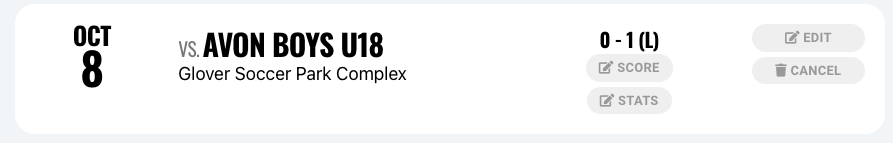 OCT
8
VS. AVON BOYS U18
Glover Soccer Park Complex
0 - 1 (L)
SCORE
STATS
EDIT
CANCEL